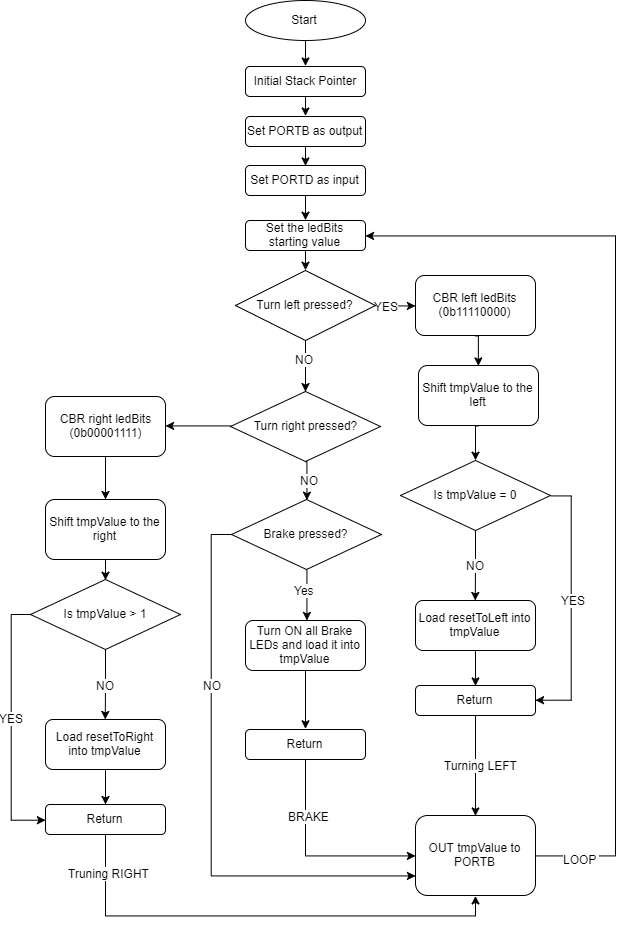 Start
Initial Stack Pointer
Set PORTB as output
Set PORTD as input
Set the ledBits
starting value
Turn left pressed?
YES
CBR left ledBits
(0b11110000)
NO
Shift tmpValue to the
left
CBR right ledBits
(0b00001111)
Turn right pressed?
NO
Is tmpValue = 0
Shift tmpValue to the
right
Brake pressed?
NO
Yes
YES
Is tmpValue > 1
Turn ON all Brake
LEDs and load it into
tmpValue
Load resetToLeft into
tmpValue
NO
NO
YES
Return
Load resetToRight
into tmpValue
Return
Turning LEFT
Return
BRAKE
OUT tmpValue to
PORTB
LOOP
Truning RIGHT